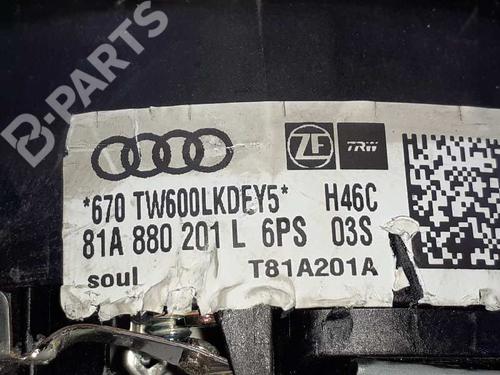 B-PARTS
ZF TRW
*670 TW600LKDEY5* H46C
81A 880 201 L 6PS 03S
soul T81A201A